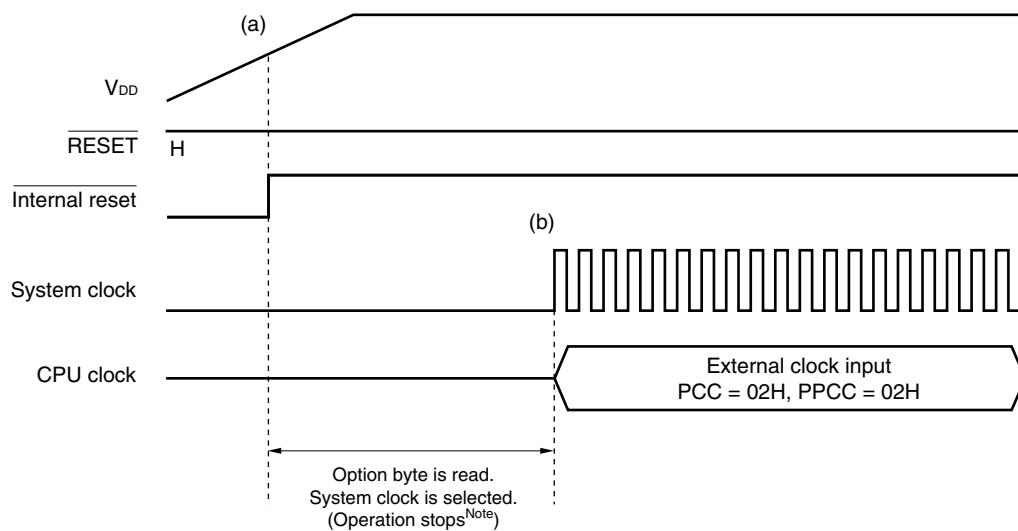 (a)
VDD
RESET
H
Internal reset
(b)
System clock
CPU clock
External clock input
PCC = 02H, PPCC = 02H
Option byte is read.
System clock is selected.
(Operation stopsNote)